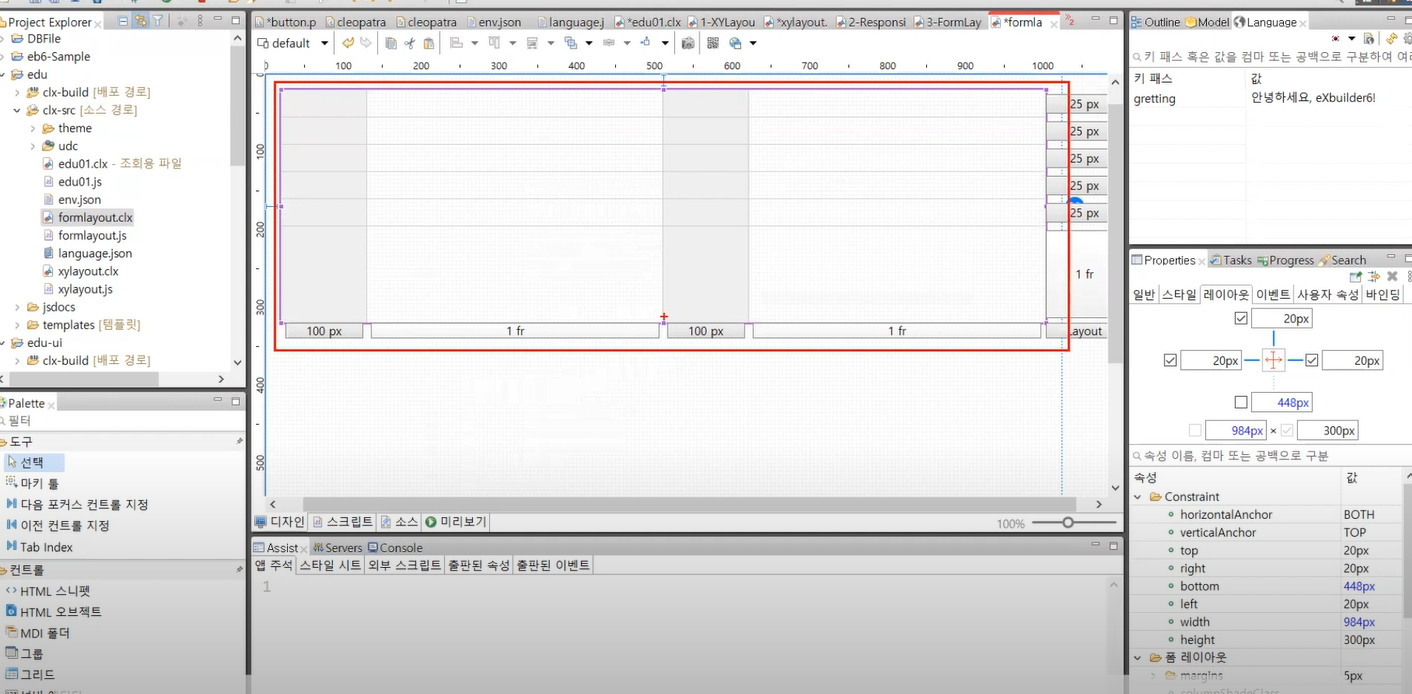 Project Explorer
DBFile
eb6-Sample
edu
clx-build [배포 경로]
clx-src [소스 경로]
theme
udc
edu01.clx - 조회용 파일
edu01.js
env.json
formlayout.clx
formlayout.js
language.json
xylayout.clx
xylayout.js
jsdocs
templates [템플릿]
edu-ui
clx-build [배포 경로]
Palette
필터
도구
선택
마키 툴
다음 포커스 컨트롤 지정
이전 컨트롤 지정
Tab Index
컨트롤
HTML 스니펫
HTML 오브젝트
MDI 폴더
그룹
그리드
*button.p cleopatra cleopatra env.json language.j *edu01.clx 1-XYLayou *xylayout. 2-Responsi 3-FormLay *formla
default
0 100 200 300 400 500 600 700 800 900 1000
0
100
200
300
400
500
25 px
25 px
25 px
25 px
25 px
1 fr
100 px 1 fr 100 px 1 fr Layout
디자인 스크립트 소스 미리보기 100%
Assist Servers Console
앱 주석 스타일 시트 외부 스크립트 출판된 속성 출판된 이벤트
1
Outline Model Language
키 패스 혹은 값을 컴마 또는 공백으로 구분하여
키 패스 값
gretting 안녕하세요, eXbuilder6!
Properties Tasks Progress Search
일반 스타일 레이아웃 이벤트 사용자 속성 바인딩
20px
20px 20px
448px
984px × 300px
속성 이름, 컴마 또는 공백으로 구분
속성 값
Constraint
horizontalAnchor BOTH
verticalAnchor TOP
top 20px
right 20px
bottom 448px
left 20px
width 984px
height 300px
폼 레이아웃
margins 5px
columnShadeClass